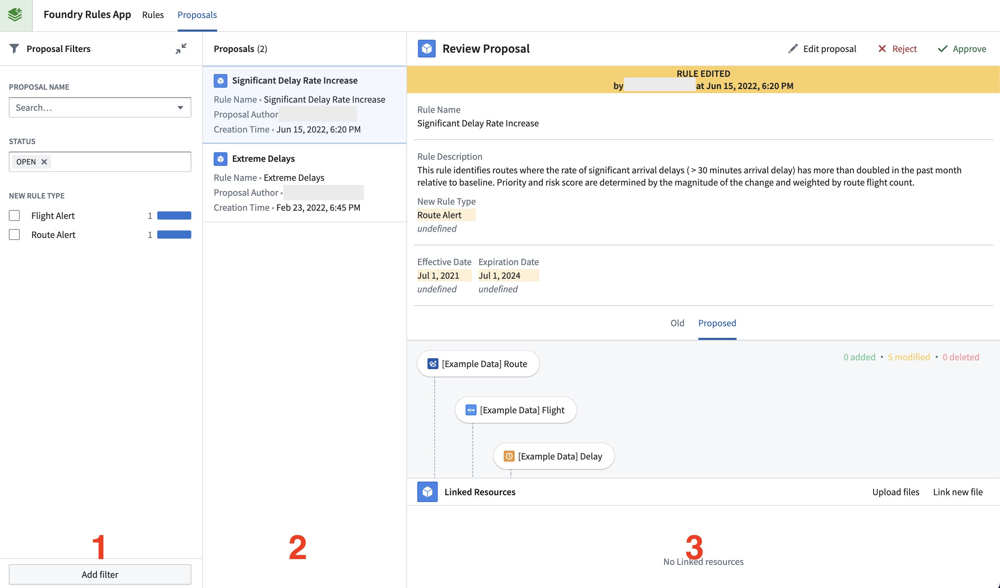 Foundry Rules App Rules Proposals
Proposal Filters
PROPOSAL NAME
Search...
STATUS
OPEN
NEW RULE TYPE
Flight Alert 1
Route Alert 1
1
Add filter
Proposals (2)
Significant Delay Rate Increase
Rule Name • Significant Delay Rate Increase
Proposal Author
Creation Time • Jun 15, 2022, 6:20 PM
Extreme Delays
Rule Name • Extreme Delays
Proposal Author •
Creation Time • Feb 23, 2022, 6:45 PM
2
Review Proposal Edit proposal Reject Approve
RULE EDITED
by at Jun 15, 2022, 6:20 PM
Rule Name
Significant Delay Rate Increase
Rule Description
This rule identifies routes where the rate of significant arrival delays ( > 30 minutes arrival delay) has more than doubled in the past month
relative to baseline. Priority and risk score are determined by the magnitude of the change and weighted by route flight count.
New Rule Type
Route Alert
undefined
Effective Date Expiration Date
Jul 1, 2021 Jul 1, 2024
undefined undefined
Old Proposed
0 added • 5 modified • 0 deleted
[Example Data] Route
[Example Data] Flight
[Example Data] Delay
Linked Resources Upload files Link new file
3
No Linked resources